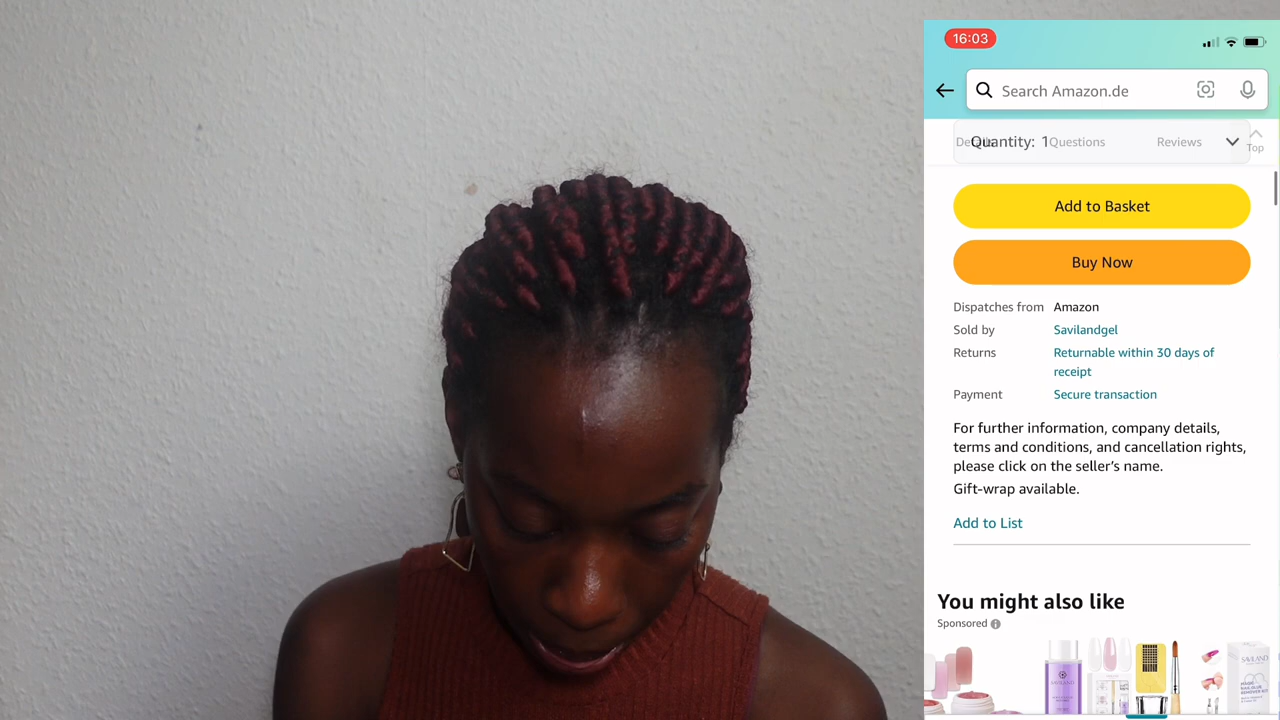 16:03
Search Amazon.de
Quantity: 1
Questions
Reviews
Top
Add to Basket
Buy Now
Dispatches from Amazon
Sold by Savilandgel
Returns Returnable within 30 days of
receipt
Payment Secure transaction
For further information, company details,
terms and conditions, and cancellation rights,
please click on the seller’s name.
Gift-wrap available.
Add to List
You might also like
Sponsored
SAVILAND